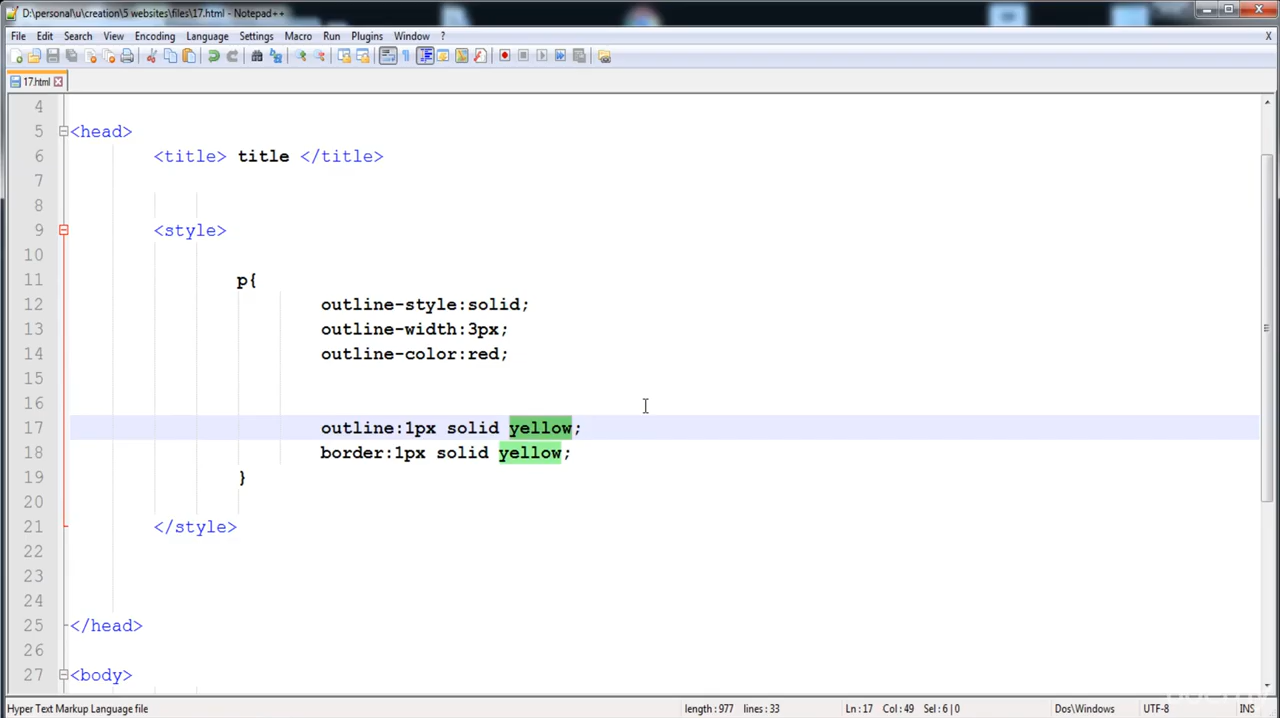 D:\personal\u\creation\5 websites\files\17.html - Notepad++
File Edit Search View Encoding Language Settings Macro Run Plugins Window ? X
17.html
4
5 <head>
6 <title> title </title>
7
8
9 <style>
10
11 p{
12 outline-style:solid;
13 outline-width:3px;
14 outline-color:red;
15
16
17 outline:1px solid yellow;
18 border:1px solid yellow;
19 }
20
21 </style>
22
23
24
25 </head>
26
27 <body>
Hyper Text Markup Language file length : 977 lines : 33 Ln : 17 Col : 49 Sel : 6 | 0 Dos\Windows UTF-8 INS